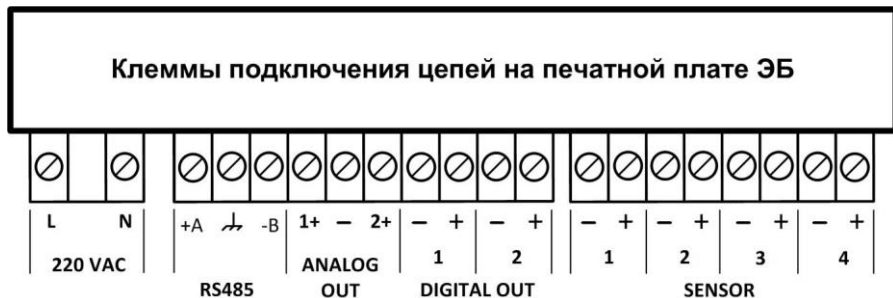 Клеммы подключения цепей на печатной плате ЭБ
L N +A -B 1+ − 2+ − + − + − + − + − + − +
220 VAC 1 2 1 2 3 4
RS485 ANALOG OUT DIGITAL OUT SENSOR